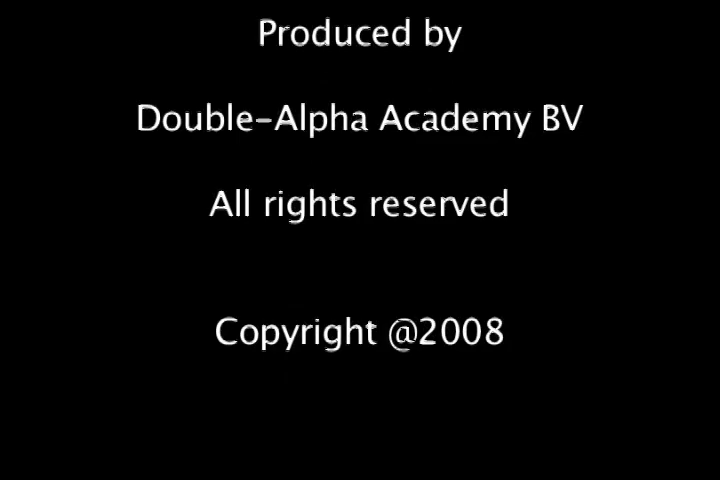 Produced by
Double-Alpha Academy BV
All rights reserved
Copyright @2008